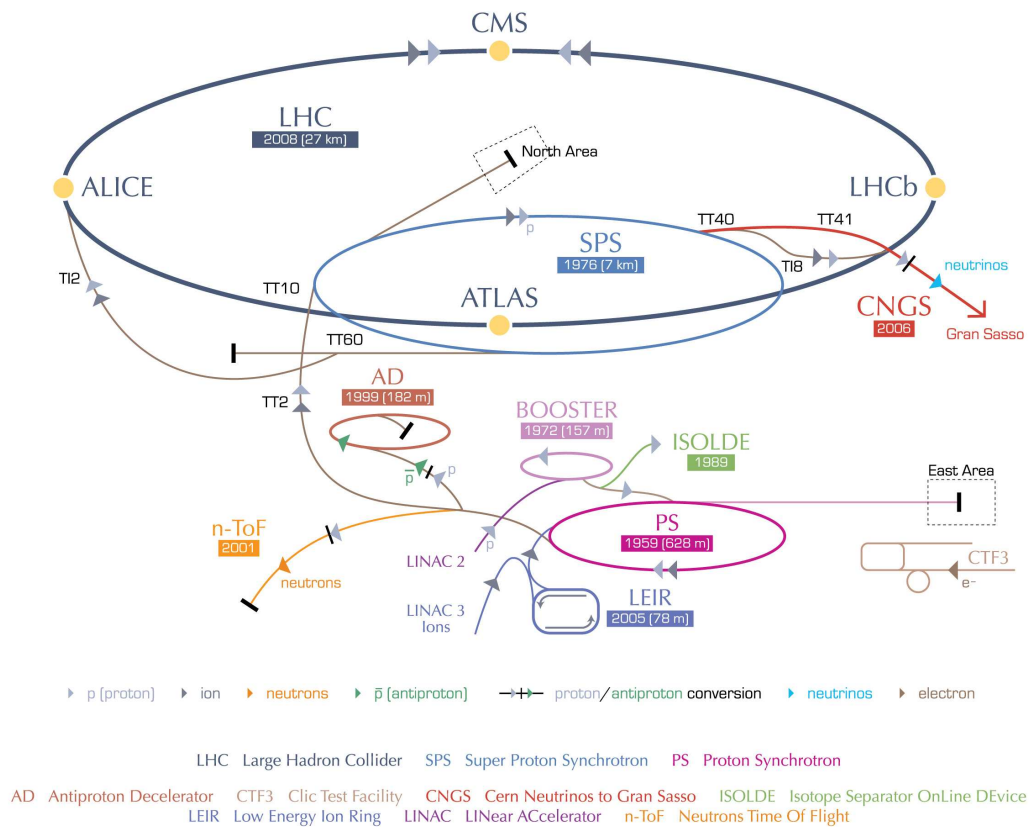 CMS
LHC
2008 (27 km)
North Area
ALICE
LHCb
TT40
TT41
p
SPS
1976 (7 km)
TI8
neutrinos
TI2
TT10
ATLAS
CNGS
2006
Gran Sasso
TT60
AD
1999 (182 m)
TT2
BOOSTER
1972 (157 m)
ISOLDE
1989
p̅
p
East Area
n-ToF
2001
PS
1959 (628 m)
p
LINAC 2
neutrons
CTF3
e-
LEIR
2005 (78 m)
LINAC 3
Ions
p (proton)
ion
neutrons
p̅ (antiproton)
proton/antiproton conversion
neutrinos
electron
LHC Large Hadron Collider SPS Super Proton Synchrotron PS Proton Synchrotron
AD Antiproton Decelerator CTF3 Clic Test Facility CNGS Cern Neutrinos to Gran Sasso ISOLDE Isotope Separator OnLine DEvice
LEIR Low Energy Ion Ring LINAC LINear ACcelerator n-ToF Neutrons Time Of Flight